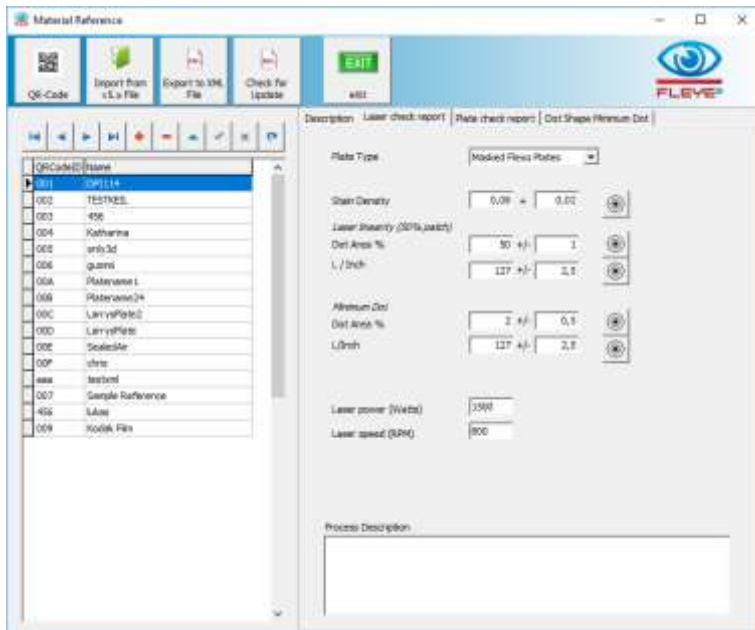 Material Reference
QR-Code
Import from v5.x File
Export to XML File
Check for Update
EXIT
exit
FLEYE
Description
Laser check report
Plate check report
Dot Shape Minimum Dot
QRCodeID Name
001
002 TESTKEIL
003 456
004 Katharina
005 only3d
006 guanni
00A Platename1
00B Platename24
00C LarrysPlate2
00D LarrysPlate
00E SealedAir
00F chris
aaa testxml
007 Sample Reference
456 lukas
009 Kodak Film
Plate Type Masked Flexo Plates
Stain Density 0,08 0,02
Laser linearity (50% patch)
Dot Area % 50 +/- 1
L / Inch 127 +/- 2,5
Minimum Dot
Dot Area % 2 +/- 0,5
L/Inch 127 +/- 2,5
Laser power (Watts)
Laser speed (RPM) 800
Process Description